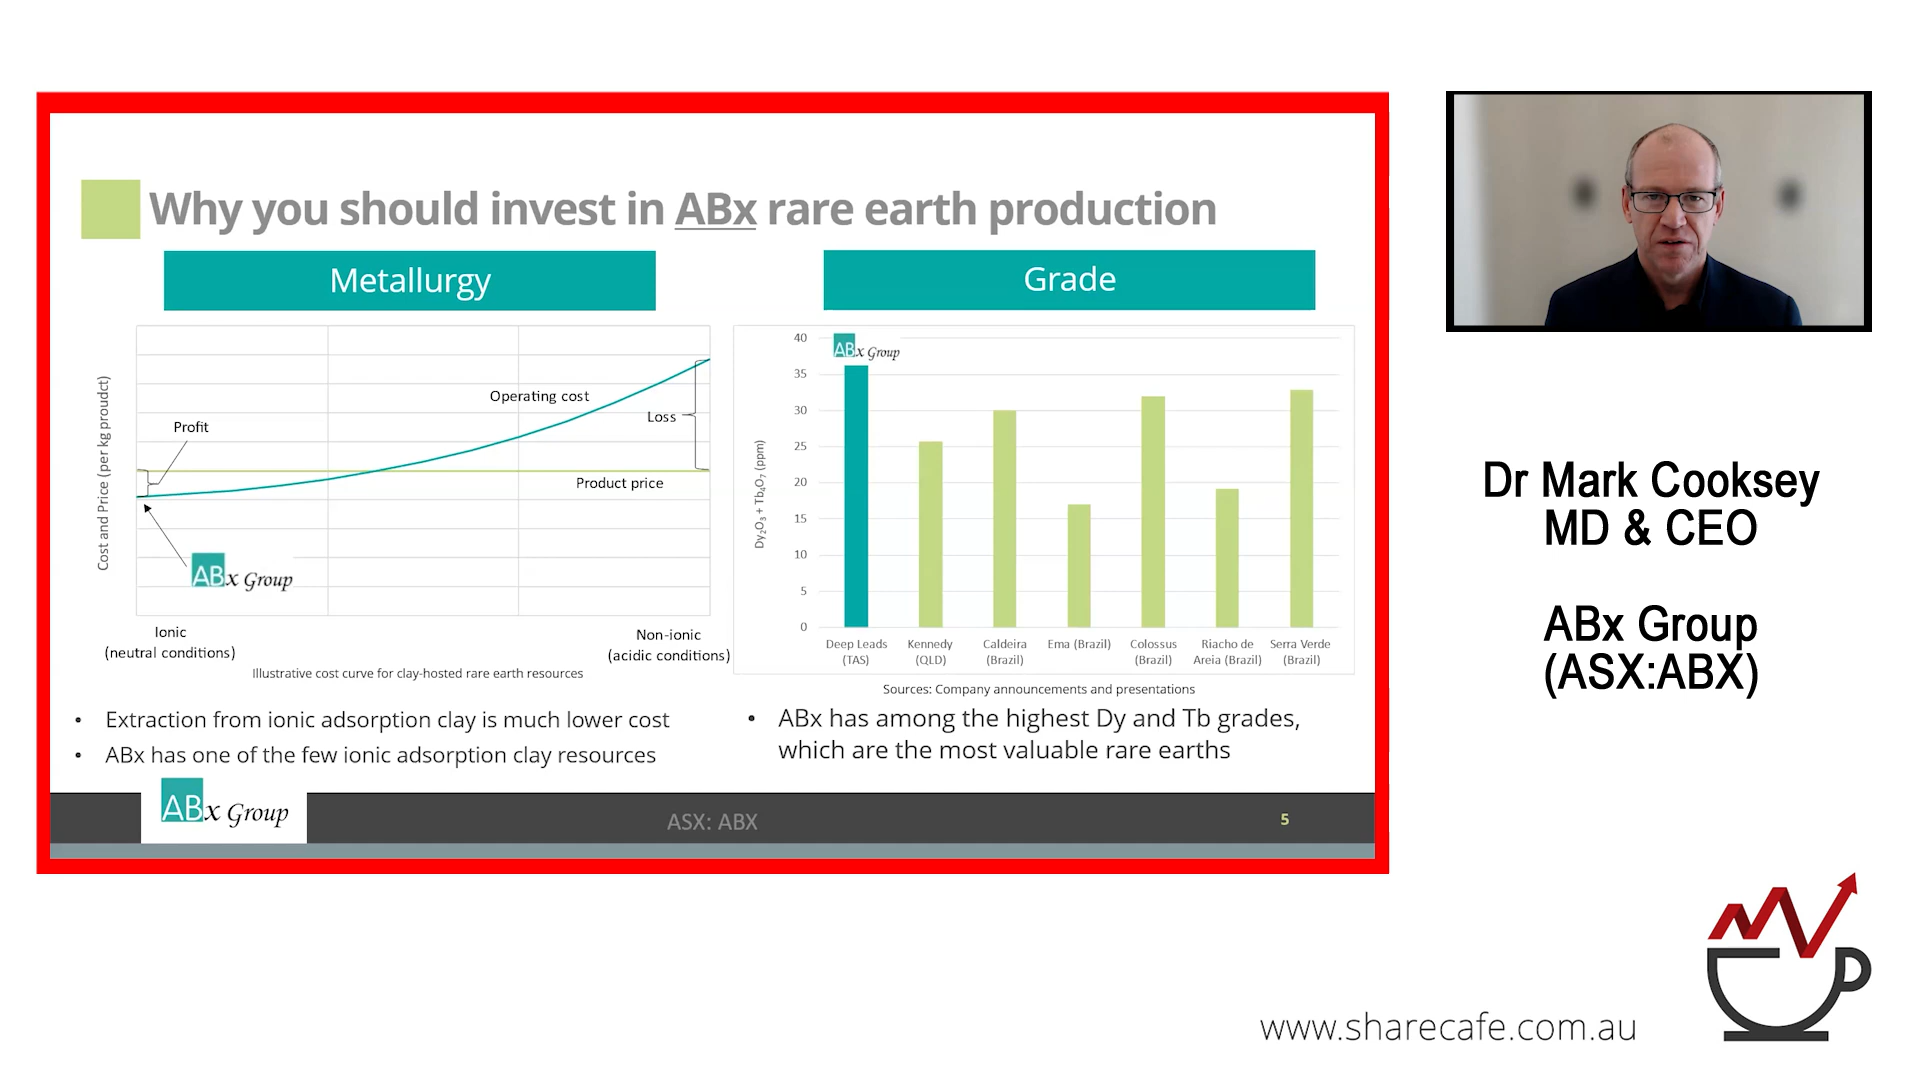 Why you should invest in ABx rare earth production
Metallurgy
Cost and Price (per kg proudct)
Profit
Operating cost
Loss
Product price
ABx Group
Ionic
(neutral conditions)
Non-ionic
(acidic conditions)
Illustrative cost curve for clay-hosted rare earth resources
• Extraction from ionic adsorption clay is much lower cost
• ABx has one of the few ionic adsorption clay resources
Grade
ABx Group
Dy₂O₃ + Tb₄O₇ (ppm)
40
35
30
25
20
15
10
5
0
Deep Leads
(TAS)
Kennedy
(QLD)
Caldeira
(Brazil)
Ema (Brazil)
Colossus
(Brazil)
Riacho de
Areia (Brazil)
Serra Verde
(Brazil)
Sources: Company announcements and presentations
• ABx has among the highest Dy and Tb grades,
which are the most valuable rare earths
ABx Group
ASX: ABX
5
Dr Mark Cooksey
MD & CEO
ABx Group
(ASX:ABX)
www.sharecafe.com.au